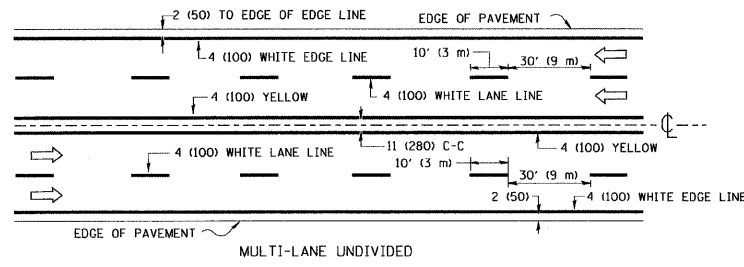 2 (50) TO EDGE OF EDGE LINE
EDGE OF PAVEMENT
4 (100) WHITE EDGE LINE
10' (3 m)
30' (9 m)
4 (100) YELLOW
4 (100) WHITE LANE LINE
4 (100) WHITE LANE LINE
11 (280) C-C
4 (100) YELLOW
10' (3 m)
30' (9 m)
2 (50)
4 (100) WHITE EDGE LINE
EDGE OF PAVEMENT
MULTI-LANE UNDIVIDED